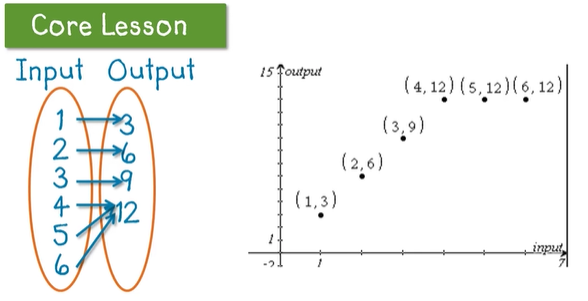 Core Lesson
Input Output
1 3
2 6
3 9
4 12
5
6
15 output
(4,12) (5,12) (6,12)
(3,9)
(2,6)
(1,3)
1
input
-2 1 7